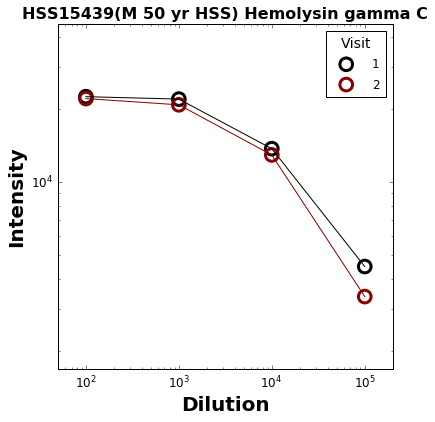 HSS15439(M 50 yr HSS) Hemolysin gamma C
Visit
1
2
Intensity
10^4
10^2 10^3 10^4 10^5
Dilution